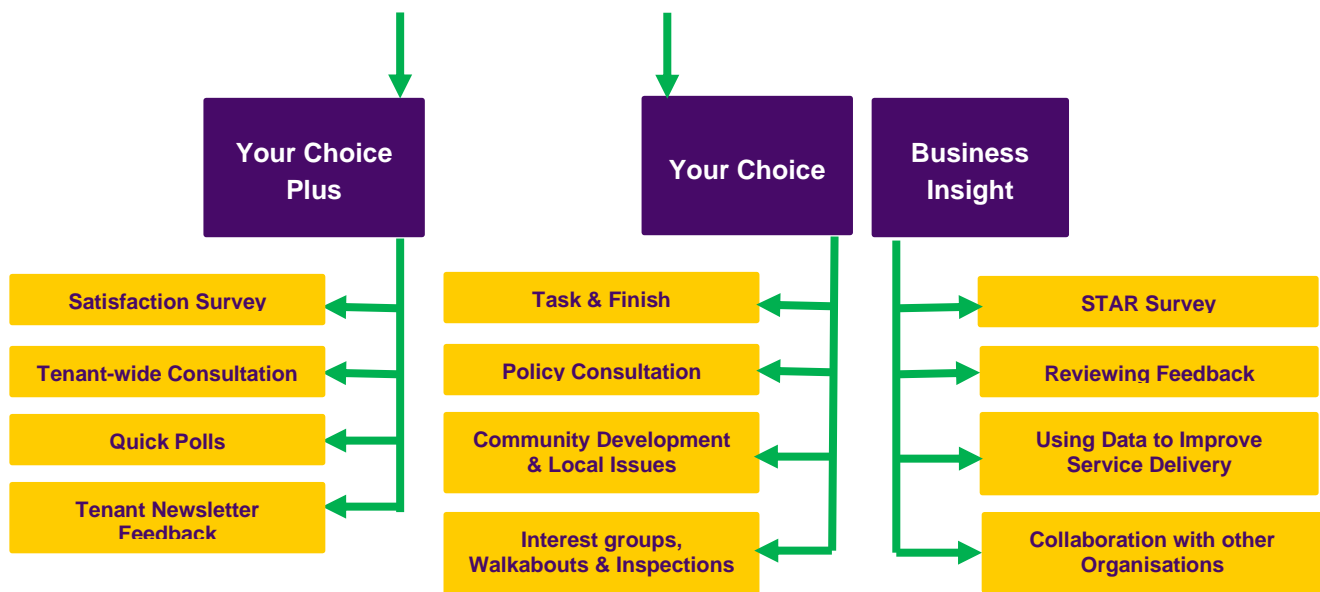 Your Choice
Plus
Satisfaction Survey
Tenant-wide Consultation
Quick Polls
Tenant Newsletter
Feedback
Your Choice
Task & Finish
Policy Consultation
Community Development
& Local Issues
Interest groups,
Walkabouts & Inspections
Business
Insight
STAR Survey
Reviewing Feedback
Using Data to Improve
Service Delivery
Collaboration with other
Organisations